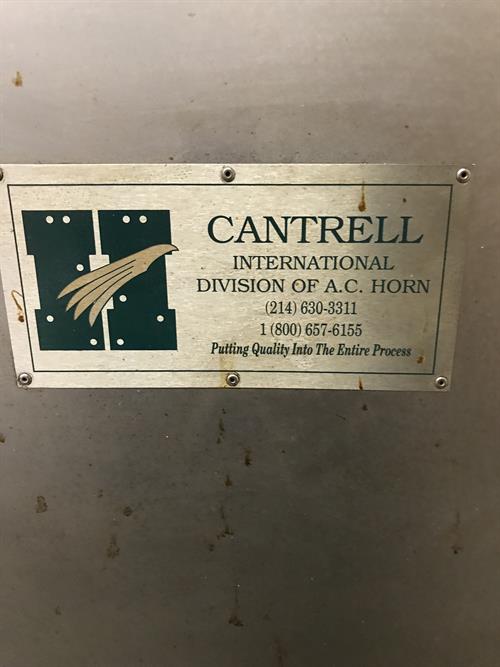 CANTRELL
INTERNATIONAL
DIVISION OF A.C. HORN
(214) 630-3311
1 (800) 657-6155
Putting Quality Into The Entire Process